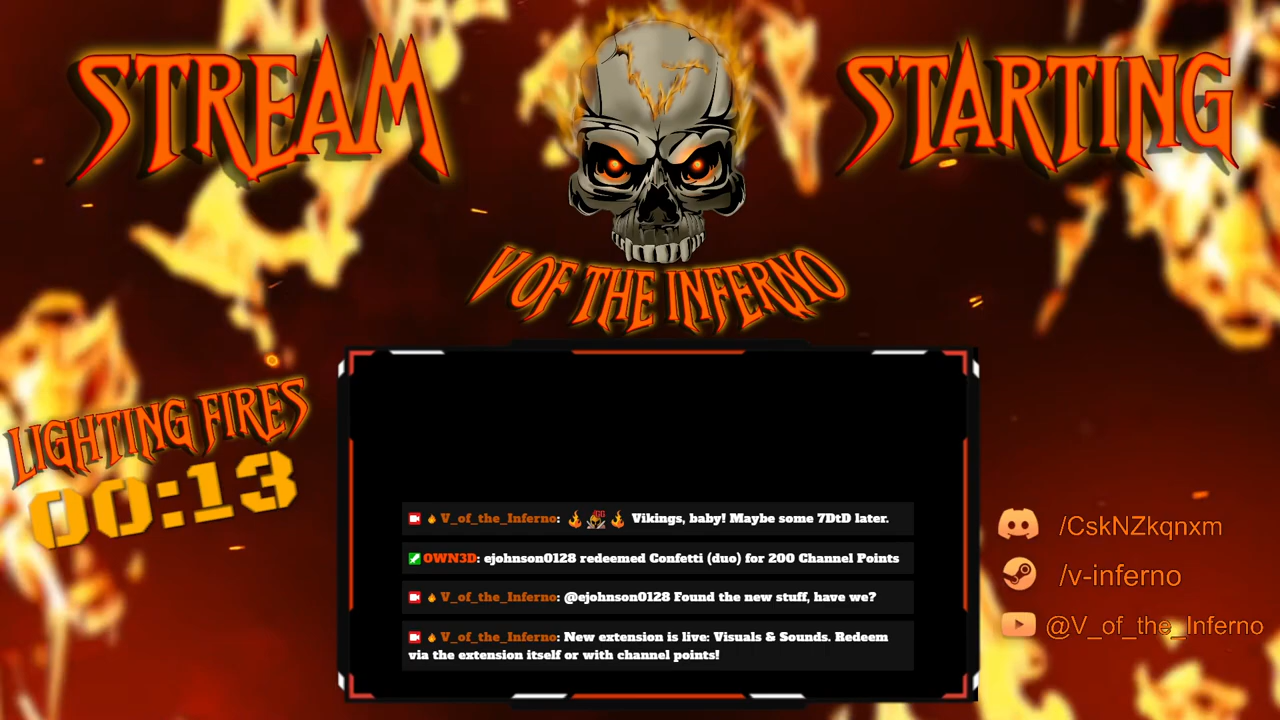 STREAM
STARTING
V OF THE INFERNO
LIGHTING FIRES
00:13
V_of_the_Inferno: GG Vikings, baby! Maybe some 7DtD later.
OWN3D: ejohnson0128 redeemed Confetti (duo) for 200 Channel Points
V_of_the_Inferno: @ejohnson0128 Found the new stuff, have we?
V_of_the_Inferno: New extension is live: Visuals & Sounds. Redeem
via the extension itself or with channel points!
/CskNZkqnxm
/v-inferno
@V_of_the_Inferno